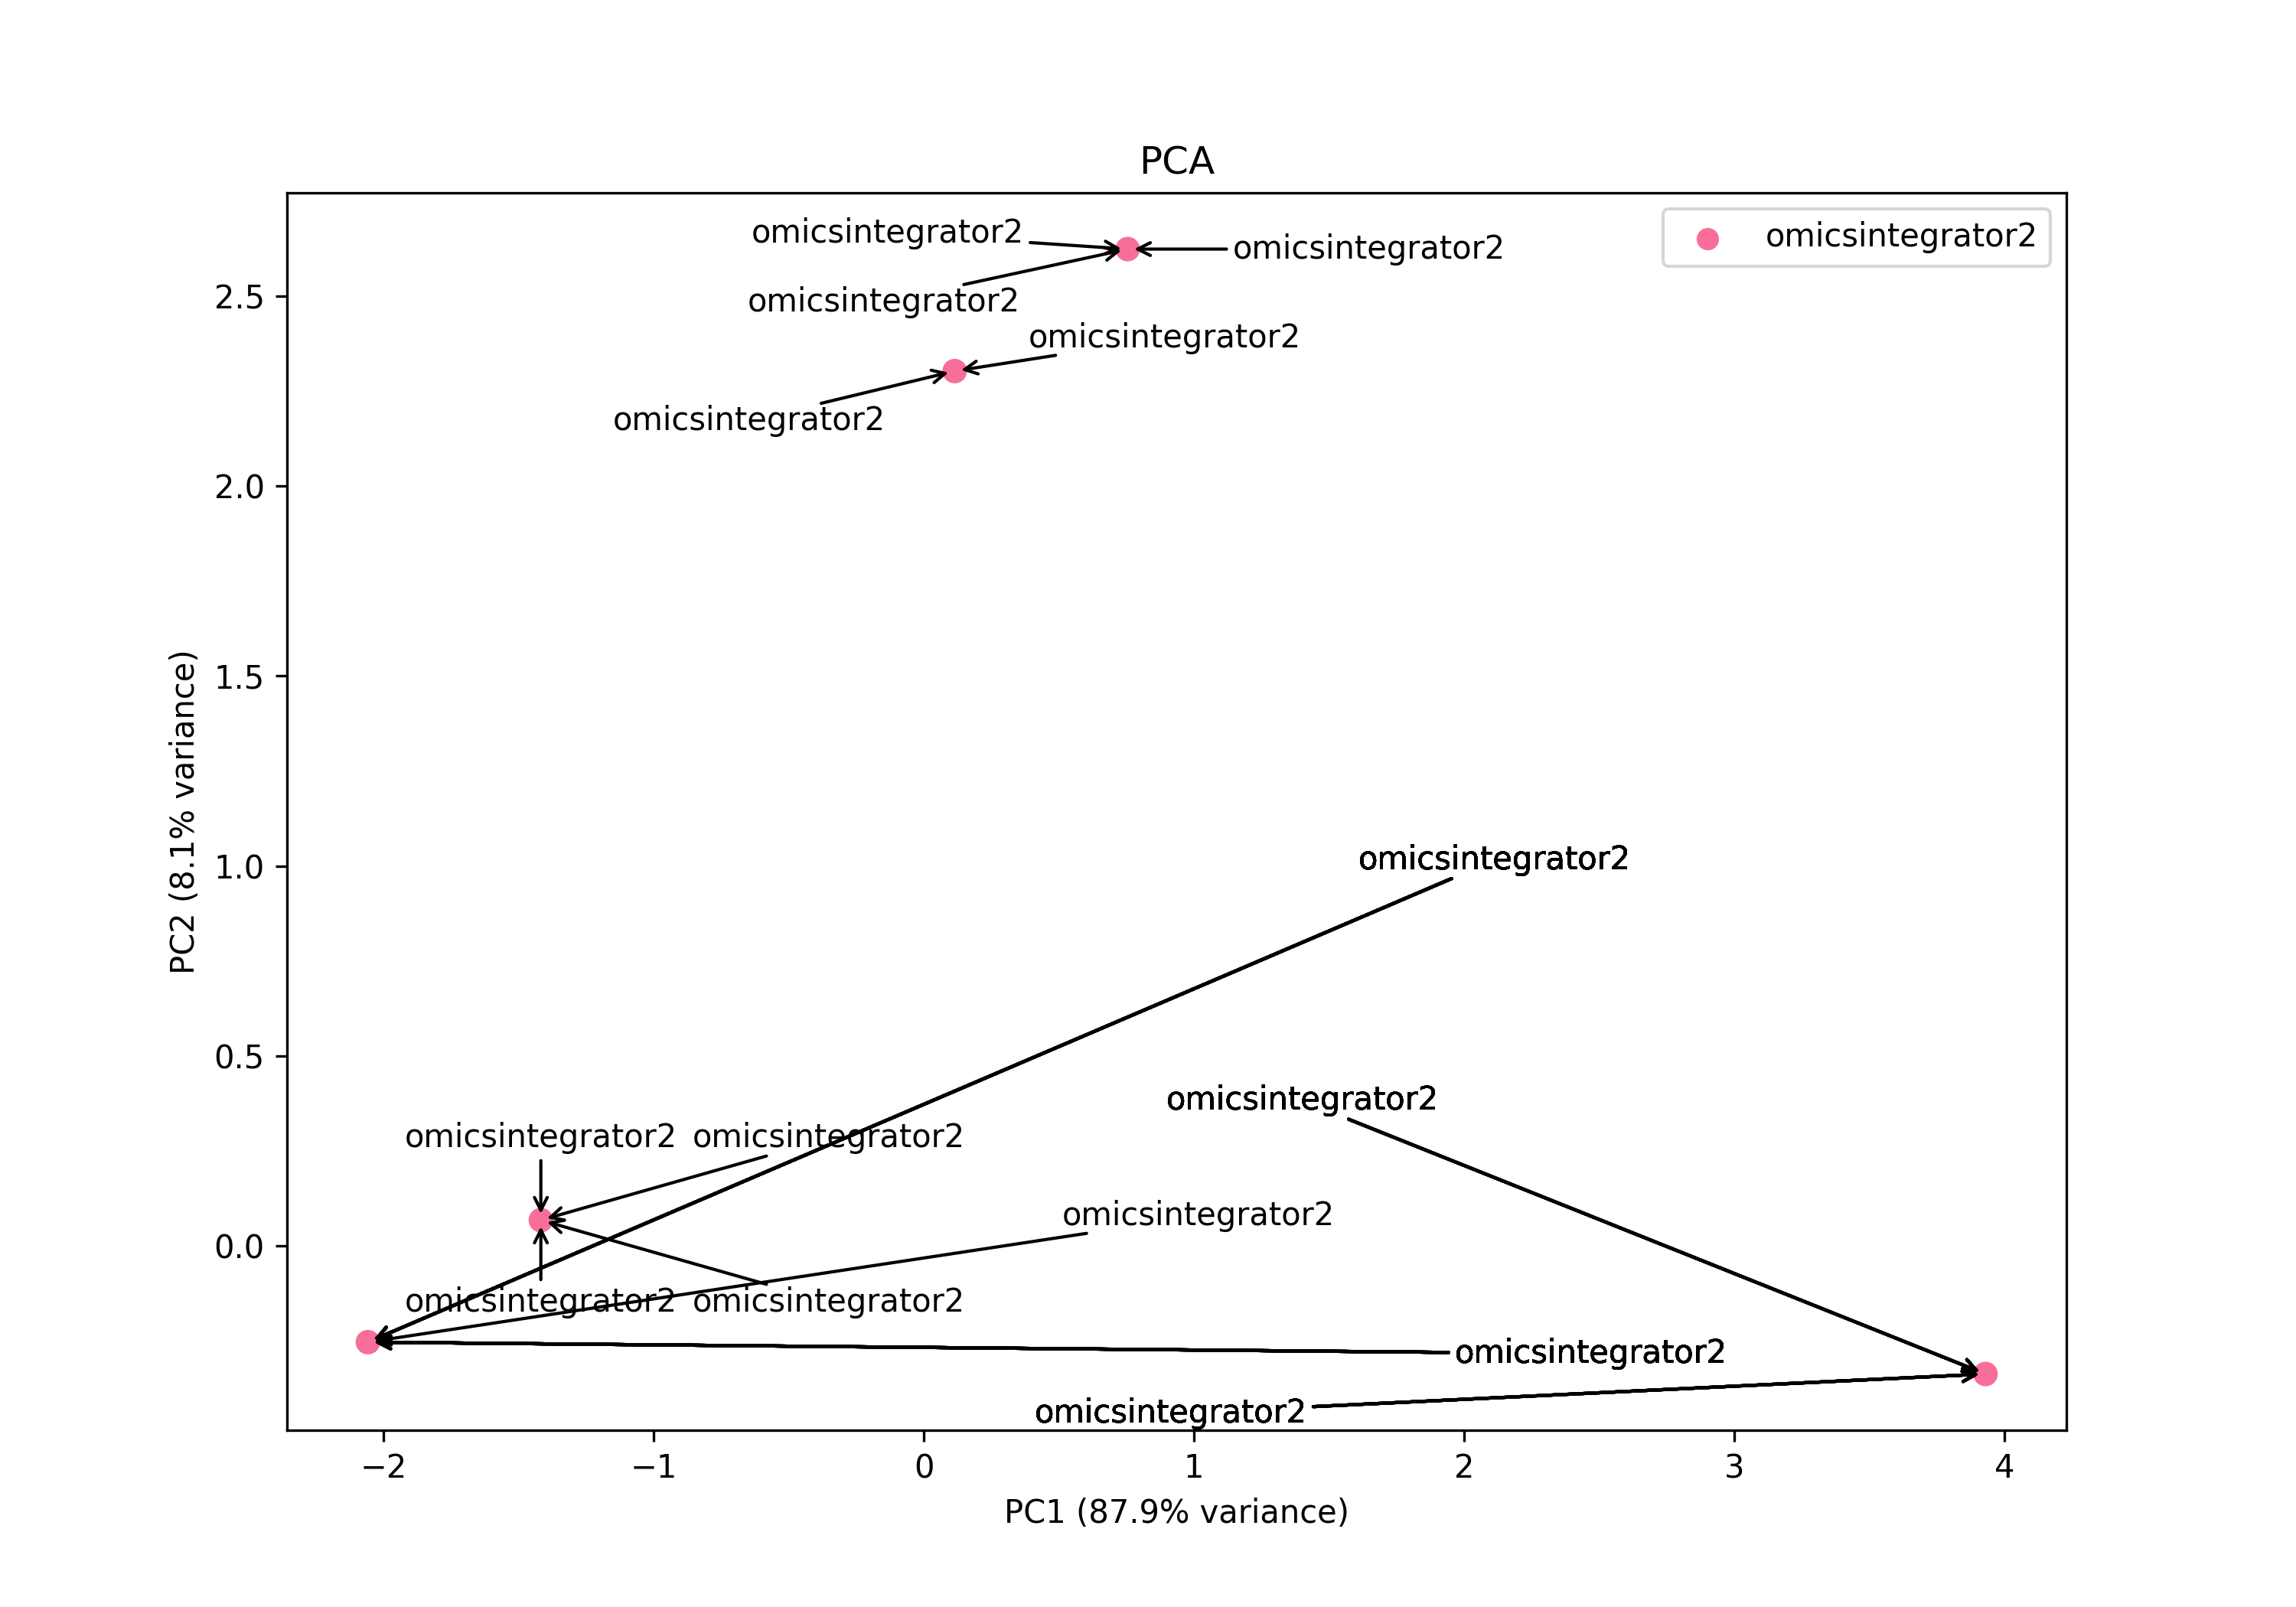 PCA
omicsintegrator2
omicsintegrator2
omicsintegrator2
omicsintegrator2
omicsintegrator2
omicsintegrator2
2.5
2.0
1.5
1.0
0.5
0.0
PC2 (8.1% variance)
omicsintegrator2
omicsintegrator2
omicsintegrator2
omicsintegrator2
omicsintegrator2
omicsintegrator2
omicsintegrator2
omicsintegrator2
omicsintegrator2
−2
−1
0
1
2
3
4
PC1 (87.9% variance)